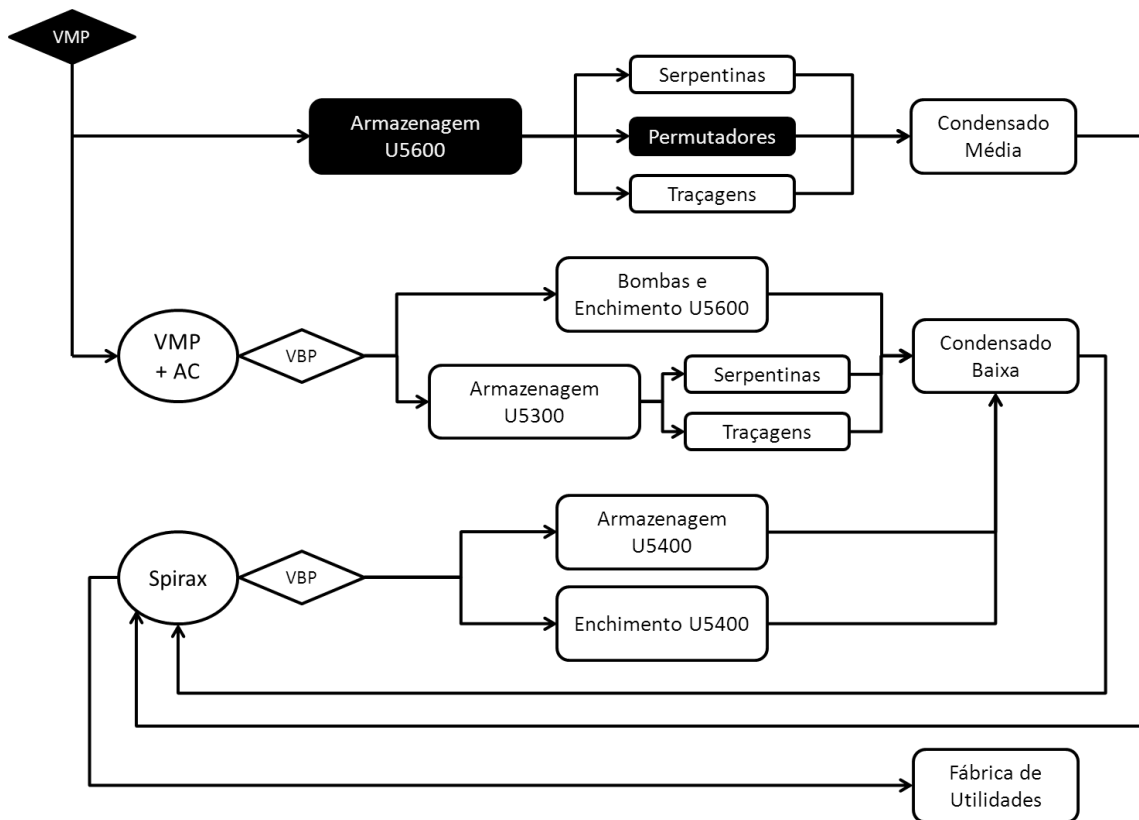 VMP
Armazenagem
U5600
Serpentinas
Permutadores
Traçagens
Condensado
Média
VMP
+ AC
VBP
Bombas e
Enchimento U5600
Armazenagem
U5300
Serpentinas
Traçagens
Condensado
Baixa
Spirax
VBP
Armazenagem
U5400
Enchimento U5400
Fábrica de
Utilidades